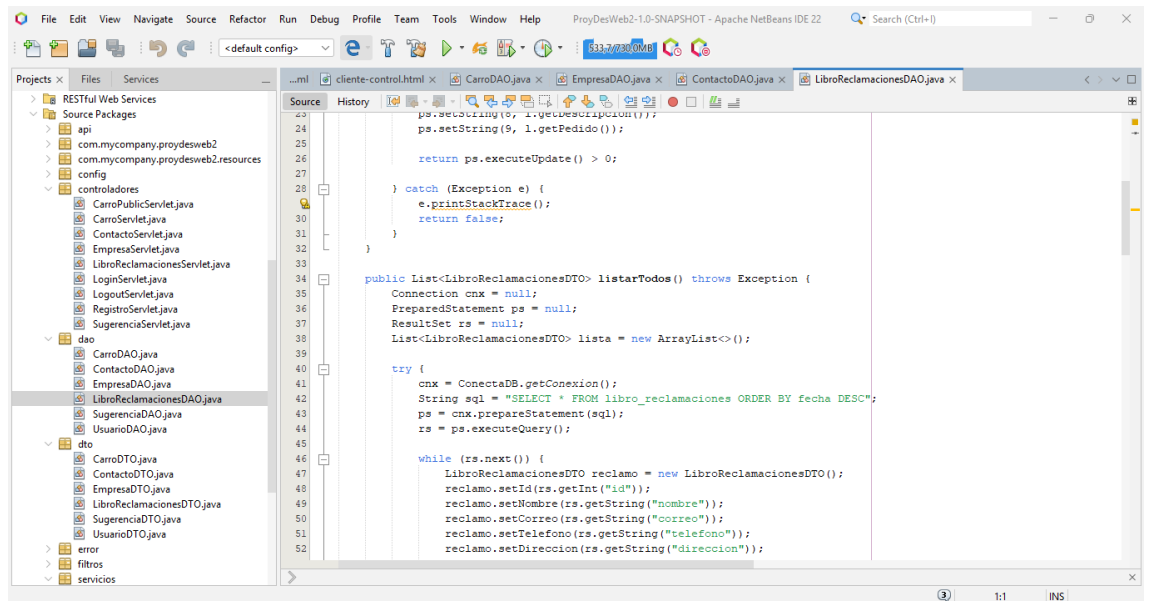 File Edit View Navigate Source Refactor Run Debug Profile Team Tools Window Help ProyDesWeb2-1.0-SNAPSHOT - Apache NetBeans IDE 22 Search (Ctrl+I)
<default config> 533,7/730,0MB
Projects Files Services
...ml cliente-control.html CarroDAO.java EmpresaDAO.java ContactoDAO.java LibroReclamacionesDAO.java
Source History
RESTful Web Services
Source Packages
api
com.mycompany.proydesweb2
com.mycompany.proydesweb2.resources
config
controladores
CarroPublicServlet.java
CarroServlet.java
ContactoServlet.java
EmpresaServlet.java
LibroReclamacionesServlet.java
LoginServlet.java
LogoutServlet.java
RegistroServlet.java
SugerenciaServlet.java
dao
CarroDAO.java
ContactoDAO.java
EmpresaDAO.java
LibroReclamacionesDAO.java
SugerenciaDAO.java
UsuarioDAO.java
dto
CarroDTO.java
ContactoDTO.java
EmpresaDTO.java
LibroReclamacionesDTO.java
SugerenciaDTO.java
UsuarioDTO.java
error
filtros
servicios
23 ps.setString(8, l.getDescripcion());
24 ps.setString(9, l.getPedido());
25
26 return ps.executeUpdate() > 0;
27
28 } catch (Exception e) {
e.printStackTrace();
30 return false;
31 }
32 }
33
34 public List<LibroReclamacionesDTO> listarTodos() throws Exception {
35 Connection cnx = null;
36 PreparedStatement ps = null;
37 ResultSet rs = null;
38 List<LibroReclamacionesDTO> lista = new ArrayList<>();
39
40 try {
41 cnx = ConectaDB.getConexion();
42 String sql = "SELECT * FROM libro_reclamaciones ORDER BY fecha DESC";
43 ps = cnx.prepareStatement(sql);
44 rs = ps.executeQuery();
45
46 while (rs.next()) {
47 LibroReclamacionesDTO reclamo = new LibroReclamacionesDTO();
48 reclamo.setId(rs.getInt("id"));
49 reclamo.setNombre(rs.getString("nombre"));
50 reclamo.setCorreo(rs.getString("correo"));
51 reclamo.setTelefono(rs.getString("telefono"));
52 reclamo.setDireccion(rs.getString("direccion"));
3 1:1 INS